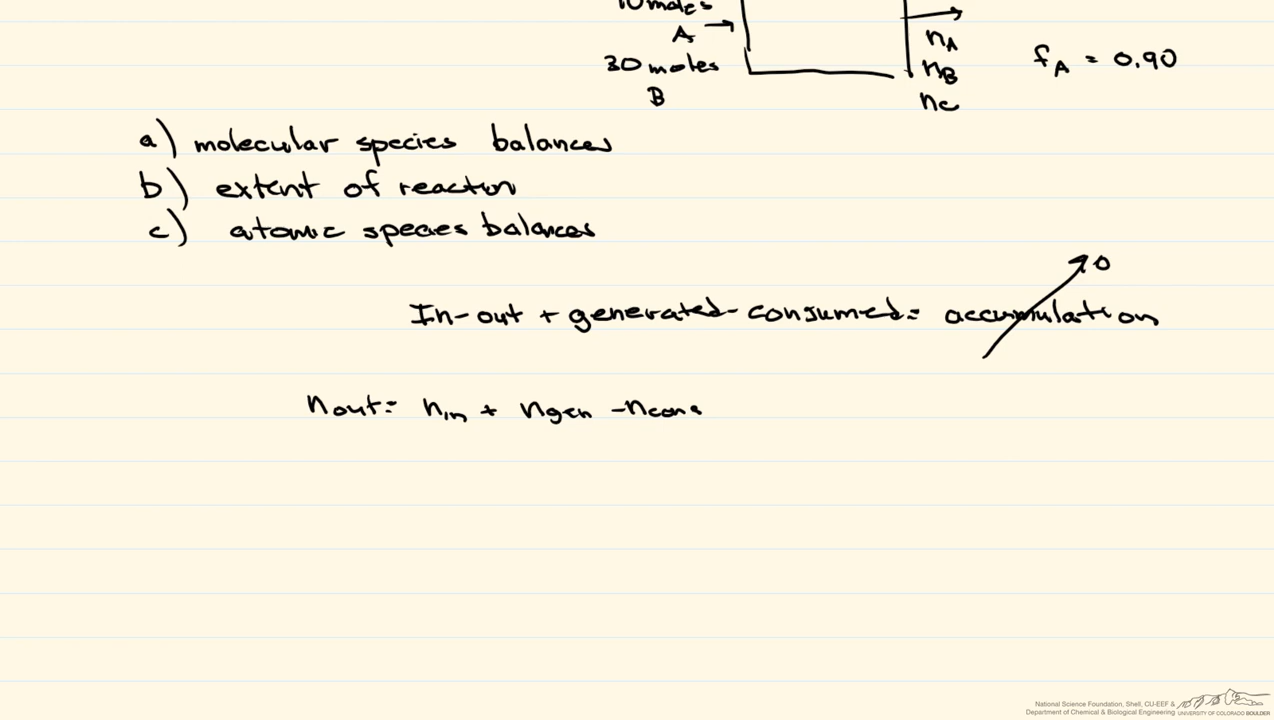 10 moles
A
30 moles
B
nA
nB
nC
fA = 0.90
a) molecular species balances
b) extent of reaction
c) atomic species balances
0
In-out + generated - consumed = accumulation
nout = nin + ngen - ncons
National Science Foundation, Shell, CU-EEF &
Department of Chemical & Biological Engineering UNIVERSITY OF COLORADO BOULDER